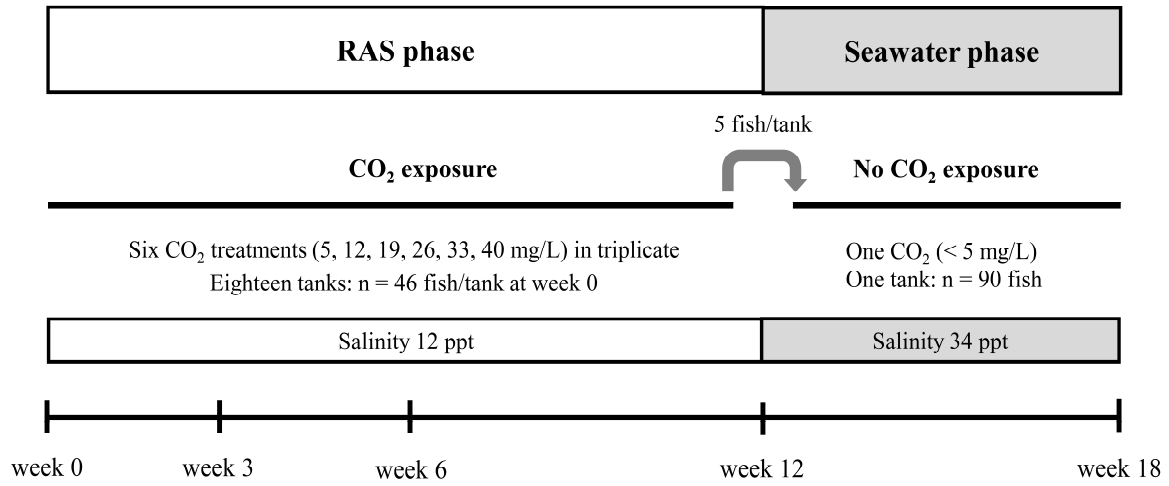 RAS phase
Seawater phase
5 fish/tank
CO₂ exposure
No CO₂ exposure
Six CO₂ treatments (5, 12, 19, 26, 33, 40 mg/L) in triplicate
Eighteen tanks: n = 46 fish/tank at week 0
One CO₂ (< 5 mg/L)
One tank: n = 90 fish
Salinity 12 ppt
Salinity 34 ppt
week 0
week 3
week 6
week 12
week 18